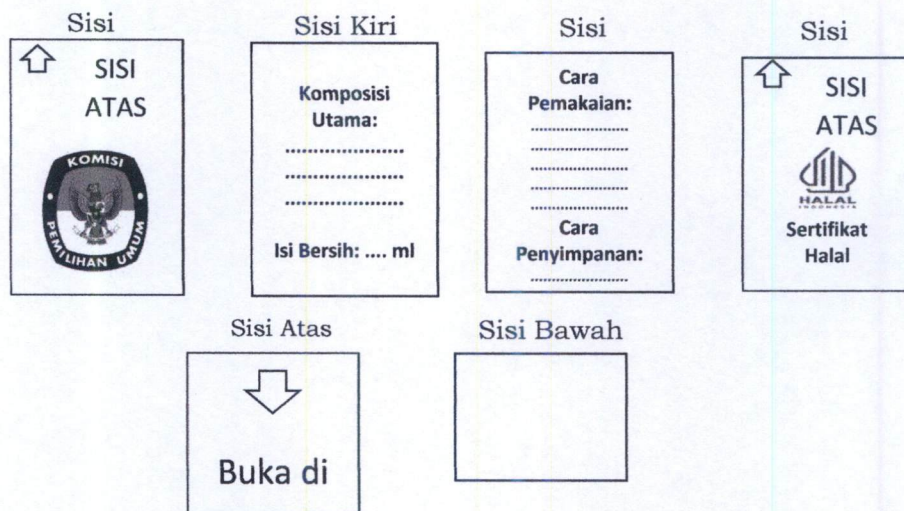 Sisi
SISI
ATAS
KOMISI
PEMILIHAN UMUM
Sisi Kiri
Komposisi
Utama:
....................
....................
....................
Isi Bersih: .... ml
Sisi
Cara
Pemakaian:
........................
........................
........................
........................
........................
Cara
Penyimpanan:
........................
Sisi
SISI
ATAS
HALAL
INDONESIA
Sertifikat
Halal
Sisi Atas
Buka di
Sisi Bawah